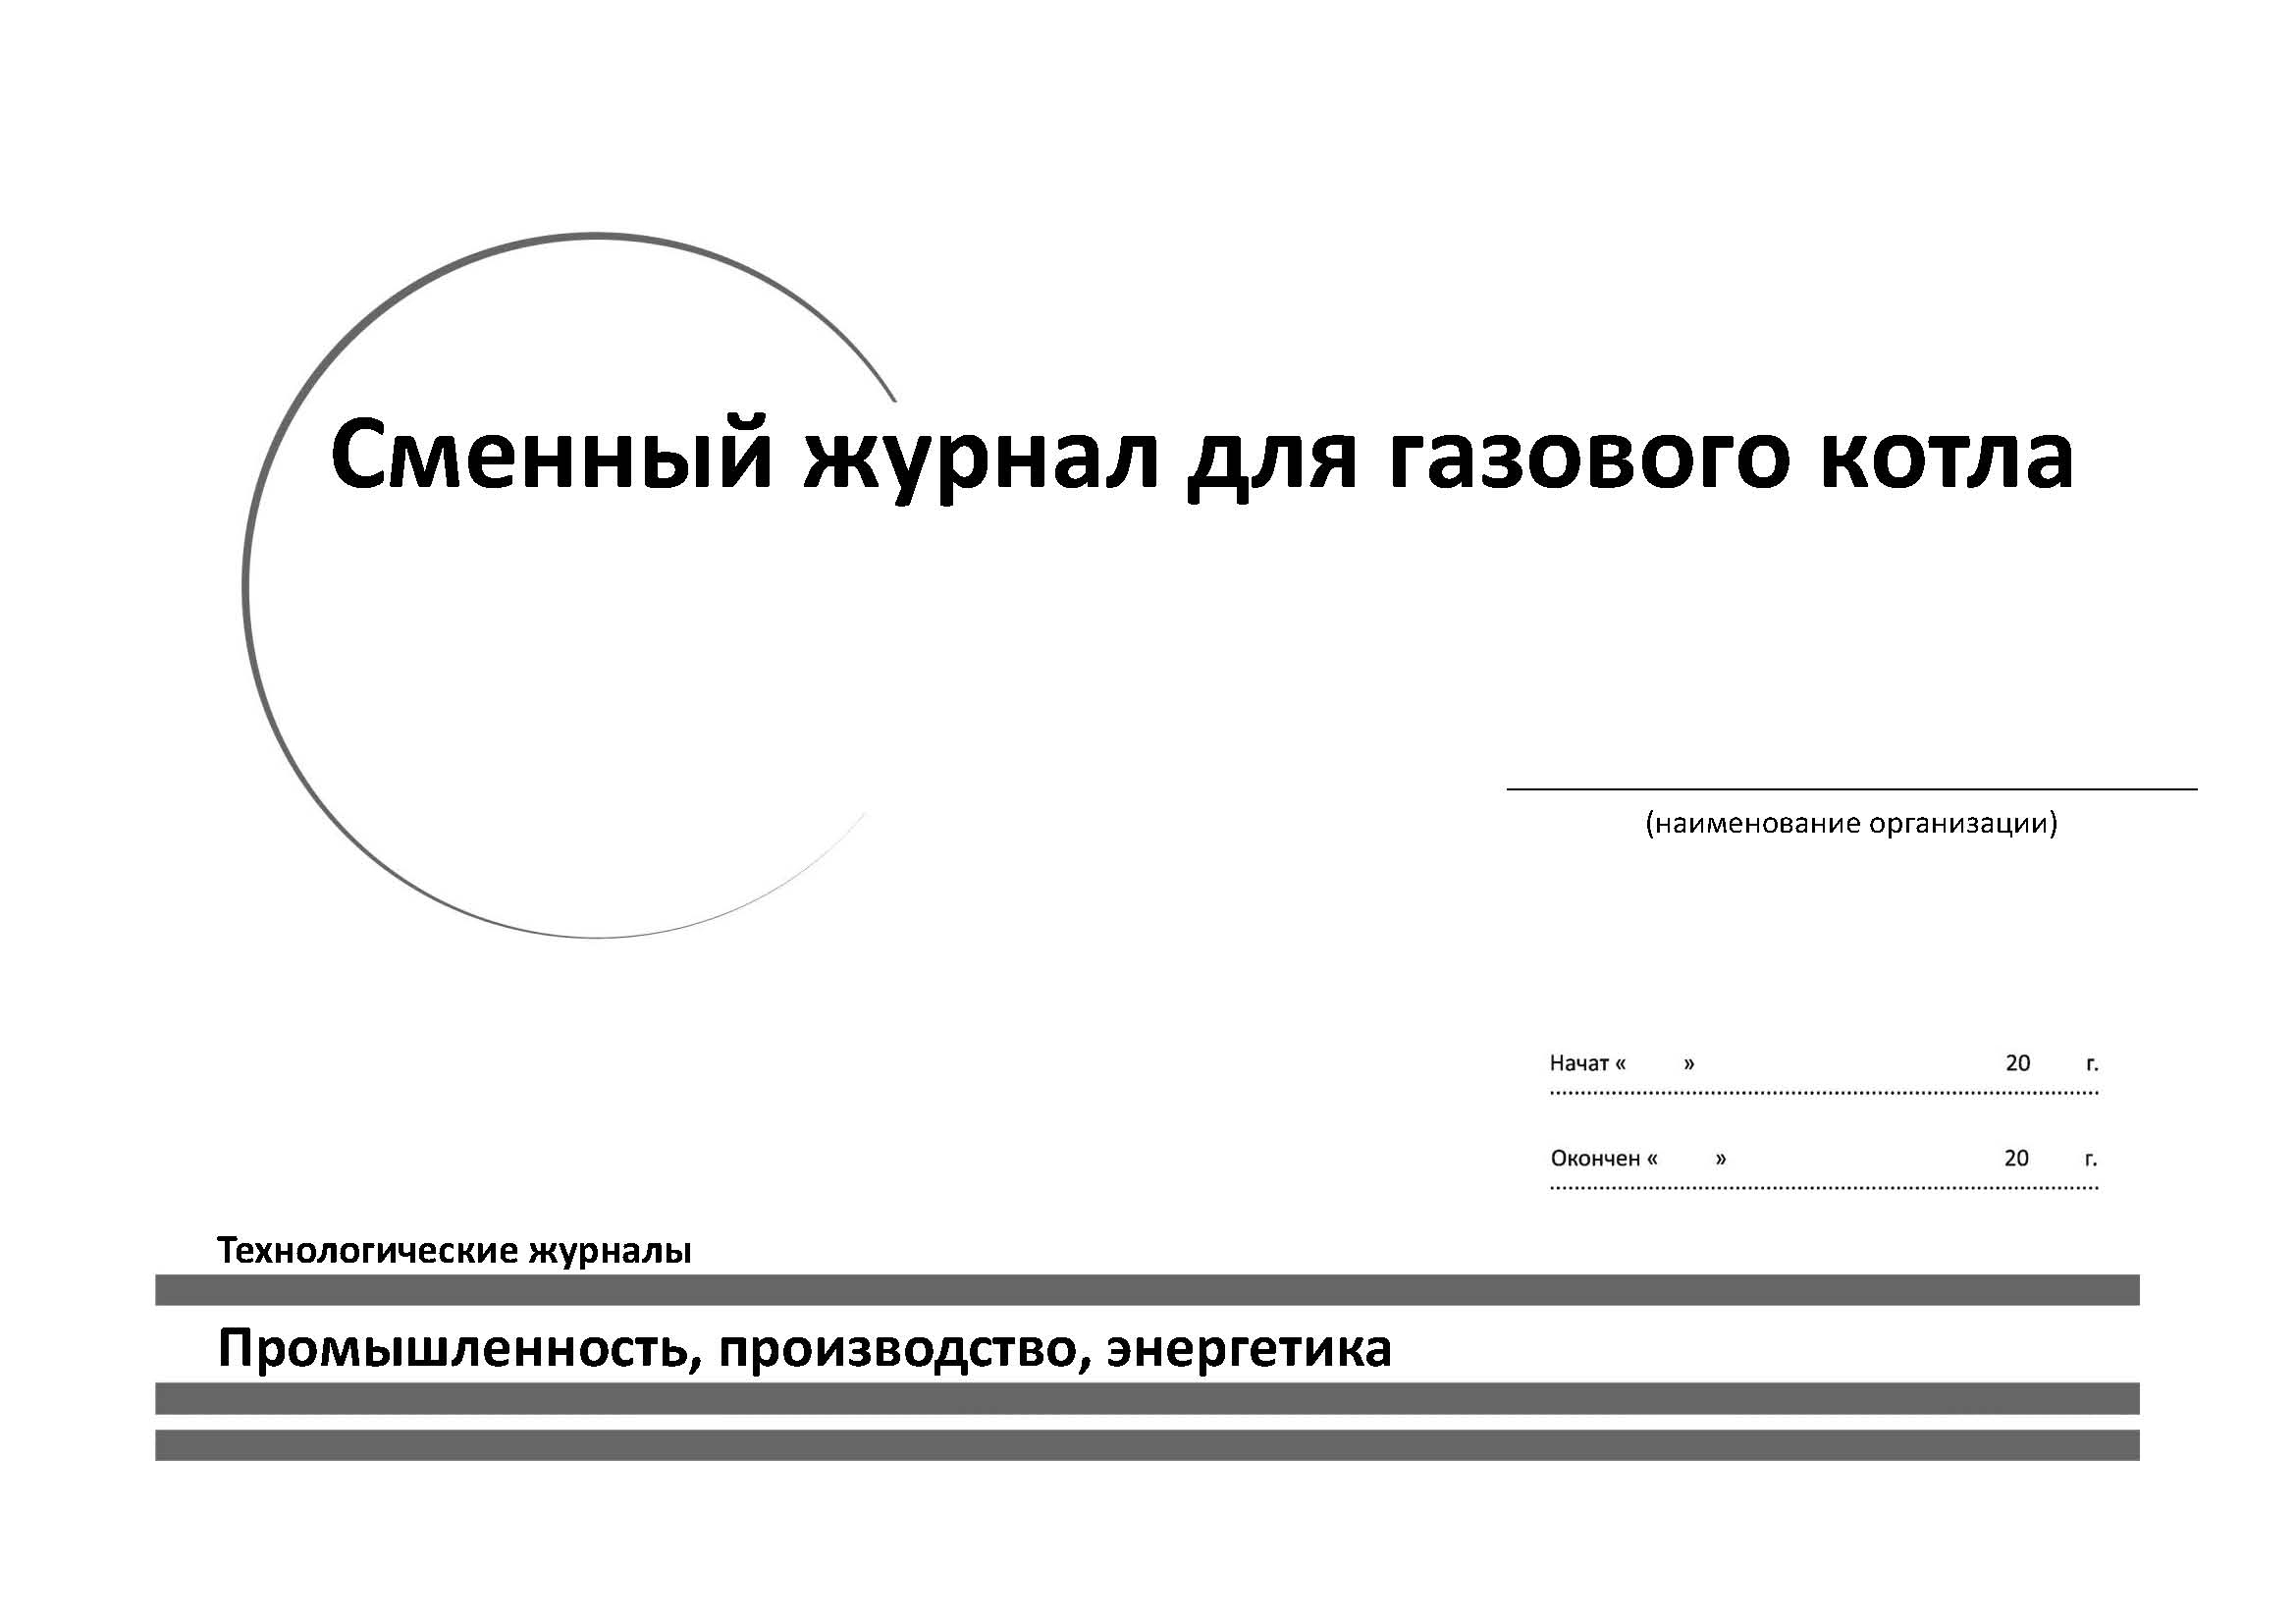 Сменный журнал для газового котла
(наименование организации)
Начат « » 20 г.
Окончен « » 20 г.
Технологические журналы
Промышленность, производство, энергетика